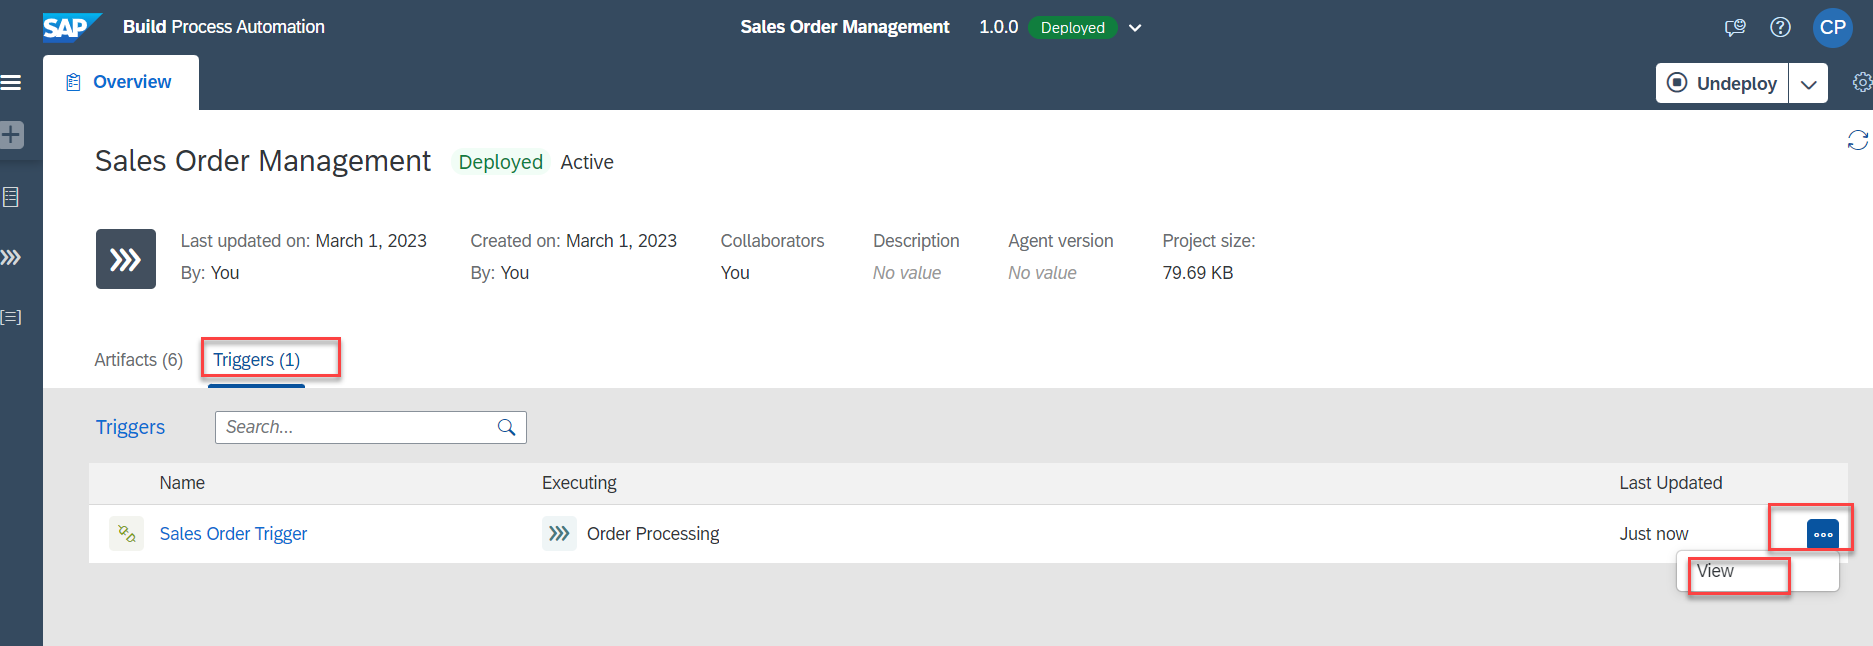 SAP Build Process Automation Sales Order Management 1.0.0 Deployed CP
Overview Undeploy
Sales Order Management Deployed Active
Last updated on: March 1, 2023 Created on: March 1, 2023 Collaborators Description Agent version Project size:
By: You By: You You No value No value 79.69 KB
Artifacts (6) Triggers (1)
Triggers Search...
Name Executing Last Updated
Sales Order Trigger Order Processing Just now
View